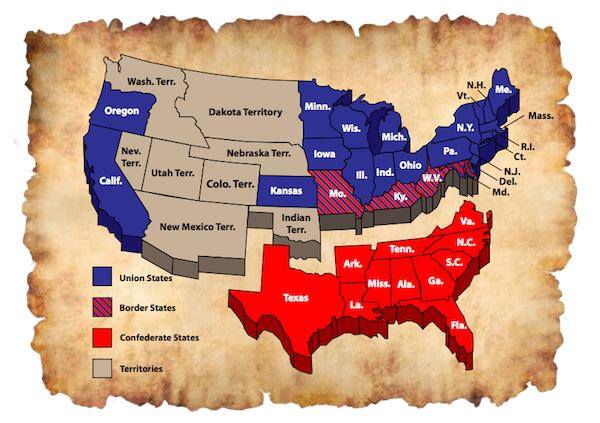 Wash. Terr.
Oregon
Dakota Territory
Minn.
N.H.
Vt.
Me.
Mass.
Wis.
Mich.
N.Y.
R.I.
Ct.
Nev.
Terr.
Utah Terr.
Nebraska Terr.
Colo. Terr.
Iowa
Ill.
Ind.
Ohio
Pa.
N.J.
Del.
Md.
Calif.
Kansas
Mo.
Ky.
W.V.
New Mexico Terr.
Indian
Terr.
Va.
N.C.
Tenn.
S.C.
Ark.
Texas
La.
Miss.
Ala.
Ga.
Fla.
Union States
Border States
Confederate States
Territories